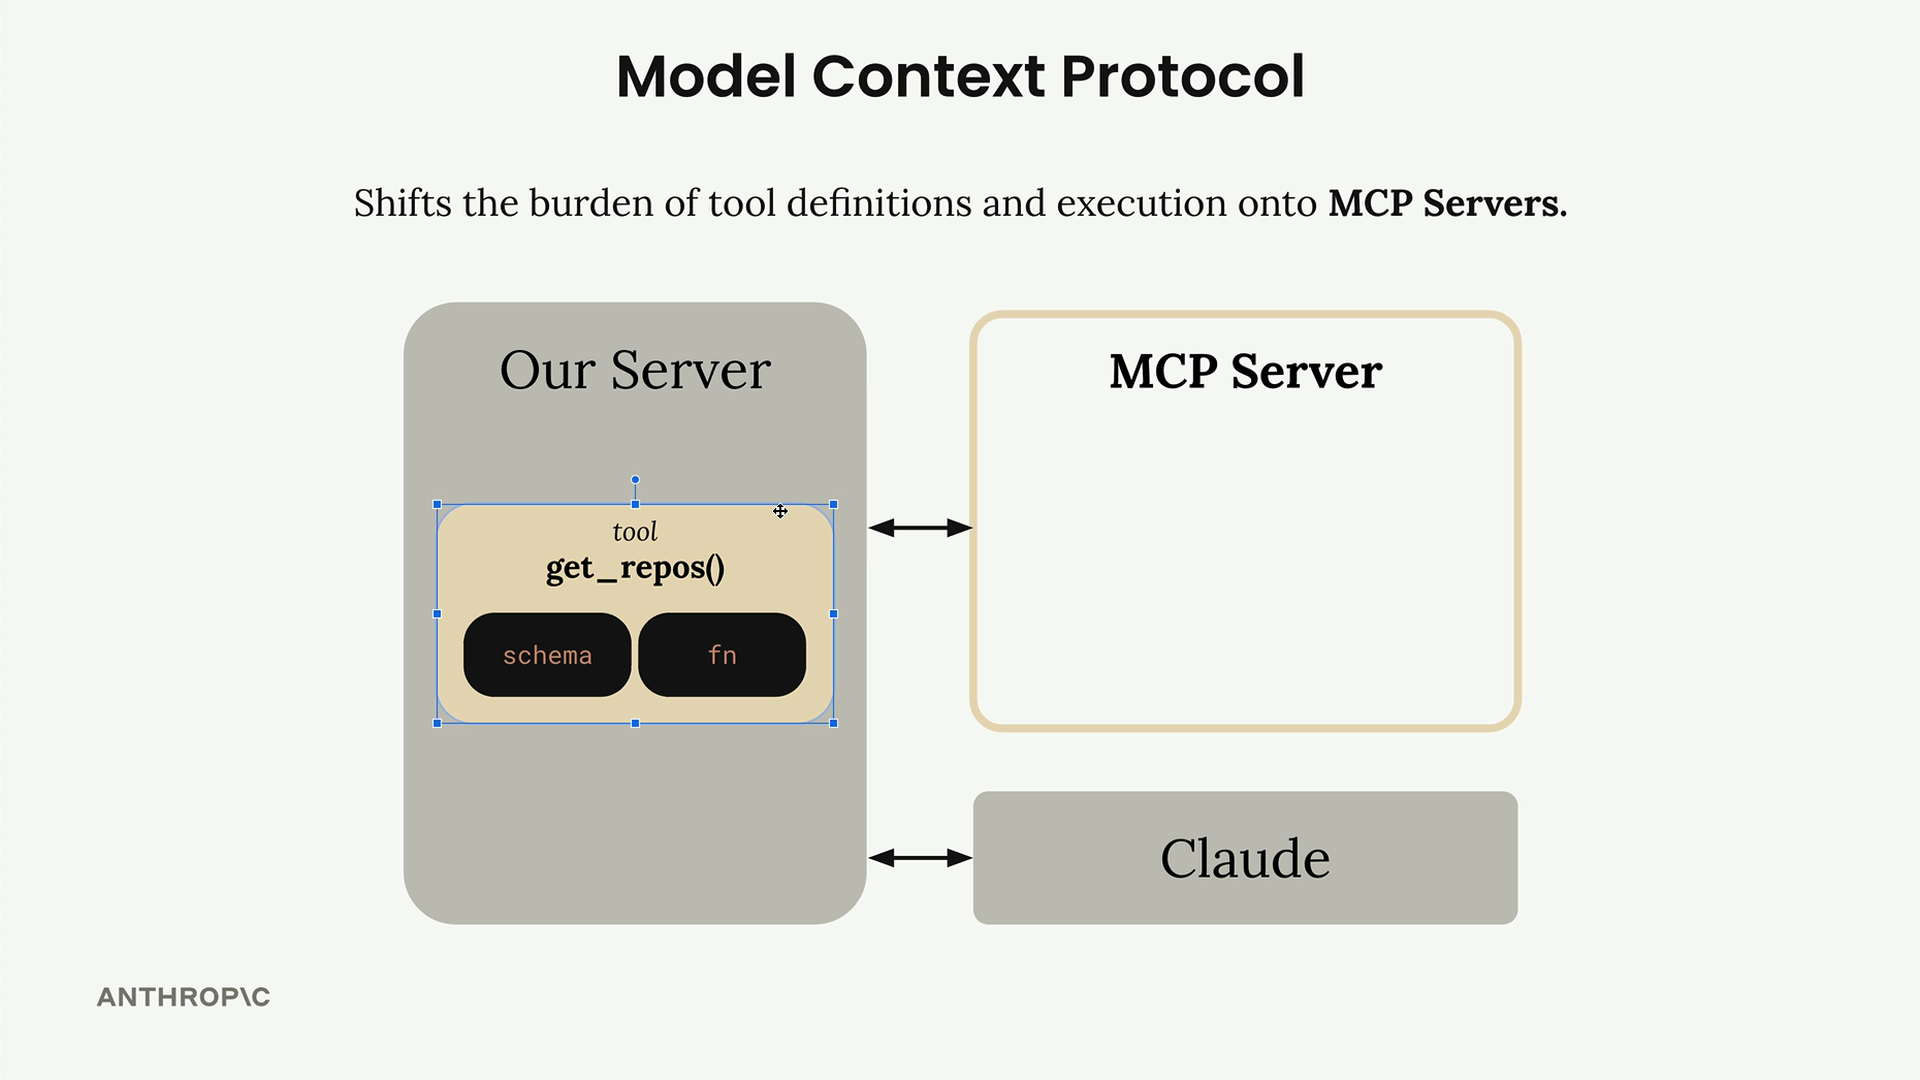 Model Context Protocol
Shifts the burden of tool definitions and execution onto MCP Servers.
Our Server
tool
get_repos()
schema
fn
MCP Server
Claude
ANTHROP\C